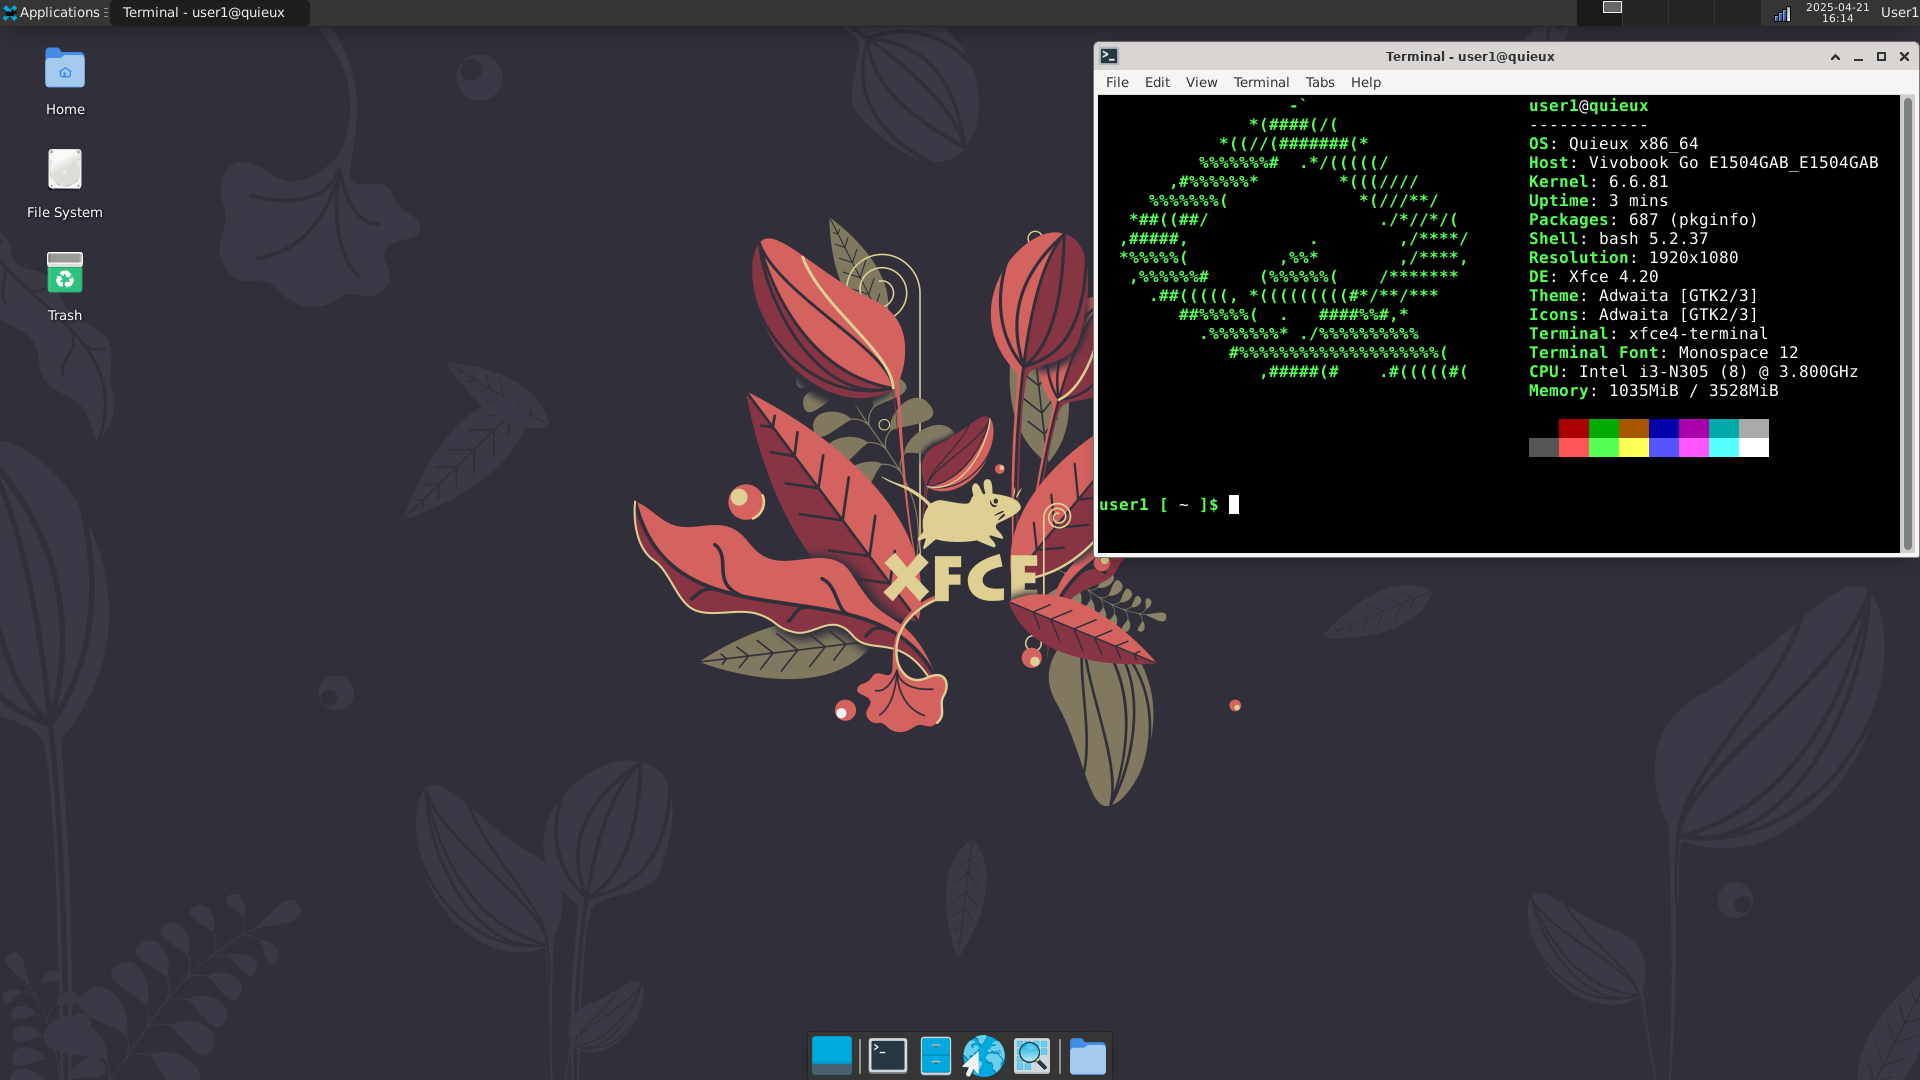 Applications
Terminal - user1@quieux
2025-04-21
16:14
User1
Home
File System
Trash
XFCE
Terminal - user1@quieux
File Edit View Terminal Tabs Help
-`
*(####(/(
*((//(#######(*
%%%%%%%#  .*/(((((/
,#%%%%%%*        *(((////
%%%%%%%(             *(///**/
*##((##/                 ./*//*/(
,#####,            .        ,/****/
*%%%%%(         ,%%*        ,/****,
,%%%%%%#     (%%%%%%(    /*******
.##(((((, *(((((((((#*/**/***
##%%%%%(  .   ####%%#,*
.%%%%%%%* ./%%%%%%%%%%
#%%%%%%%%%%%%%%%%%%%%(
,#####(#    .#(((((#(
user1@quieux
------------
OS: Quieux x86_64
Host: Vivobook Go E1504GAB_E1504GAB
Kernel: 6.6.81
Uptime: 3 mins
Packages: 687 (pkginfo)
Shell: bash 5.2.37
Resolution: 1920x1080
DE: Xfce 4.20
Theme: Adwaita [GTK2/3]
Icons: Adwaita [GTK2/3]
Terminal: xfce4-terminal
Terminal Font: Monospace 12
CPU: Intel i3-N305 (8) @ 3.800GHz
Memory: 1035MiB / 3528MiB
user1 [ ~ ]$